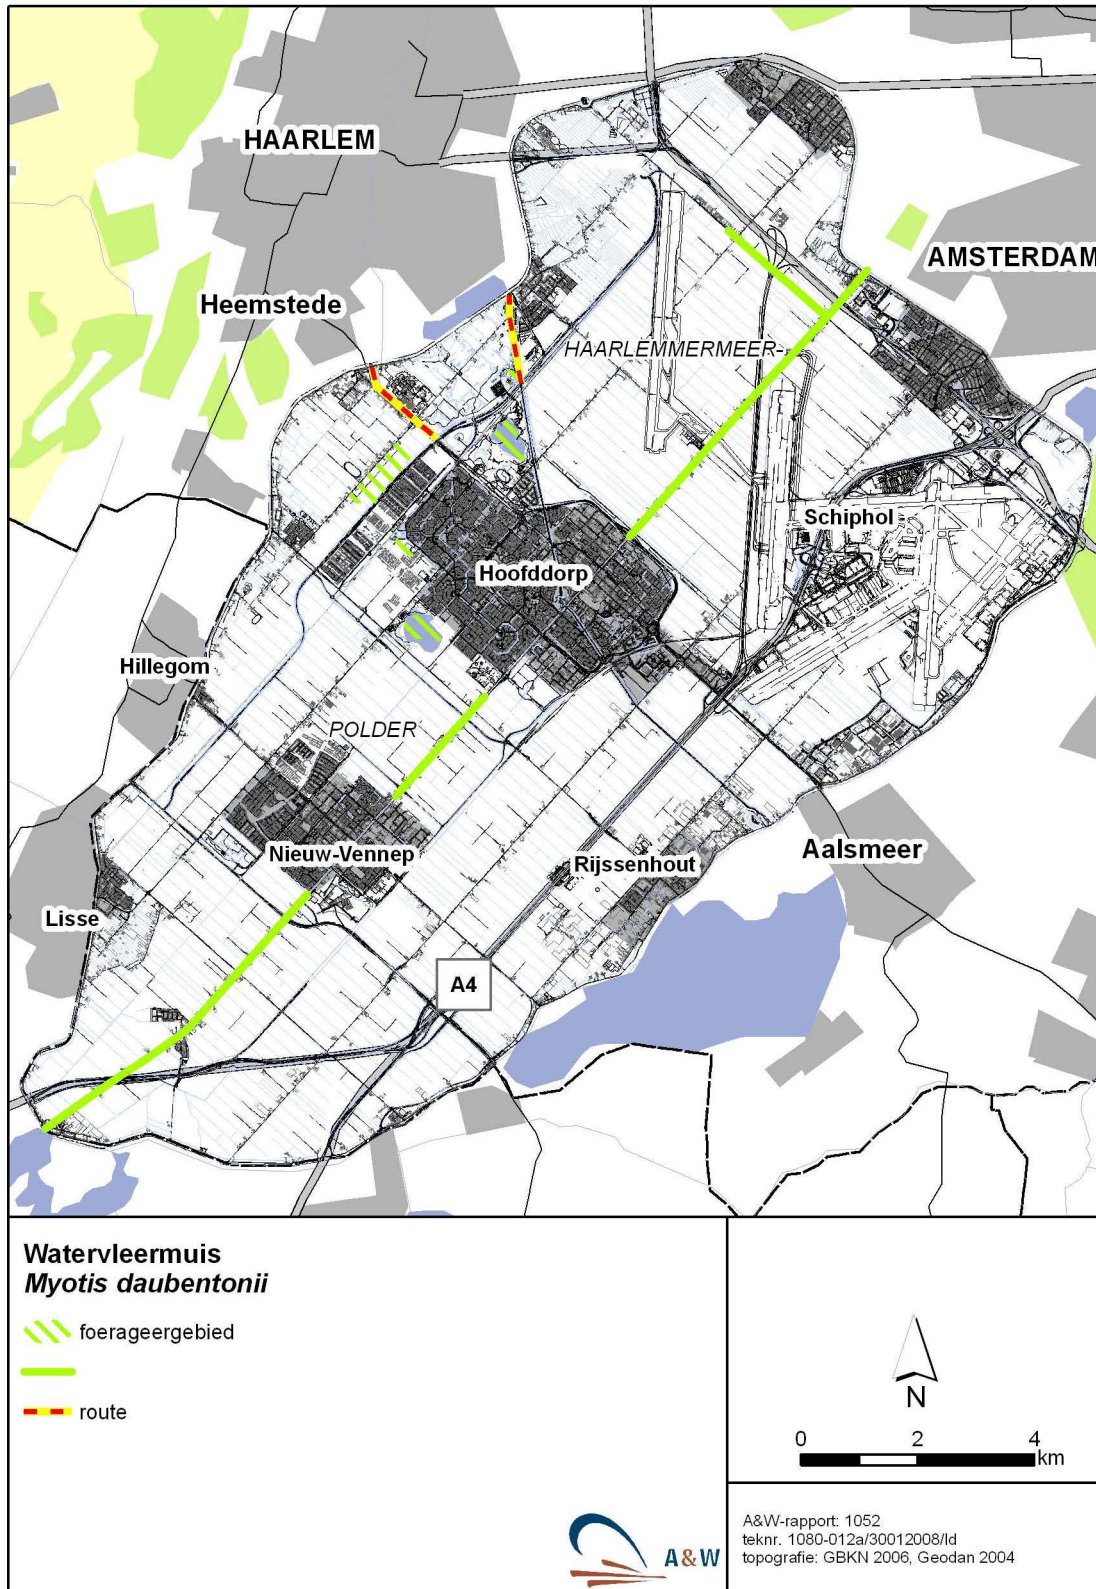 HAARLEM
AMSTERDAM
Heemstede
HAARLEMMERMEER-
Schiphol
Hoofddorp
Hillegom
POLDER
Nieuw-Vennep
Rijssenhout
Aalsmeer
Lisse
A4
Watervleermuis
Myotis daubentonii
foerageergebied
route
N
0 2 4
km
A&W
A&W-rapport: 1052
teknr. 1080-012a/30012008/ld
topografie: GBKN 2006, Geodan 2004